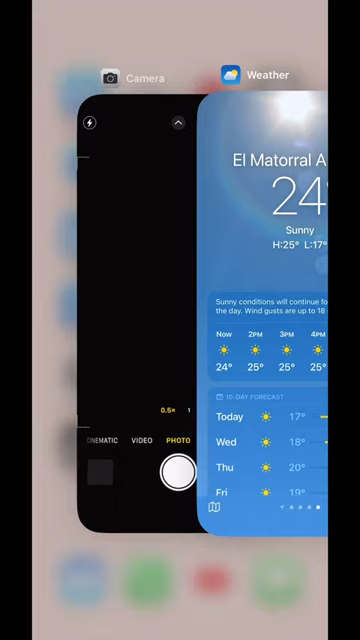 Camera
Weather
El Matorral A
24°
Sunny
H:25° L:17°
Sunny conditions will continue fo
the day. Wind gusts are up to 18
Now 2PM 3PM 4PM
24° 25° 25° 25°
10-DAY FORECAST
Today 17°
Wed 18°
Thu 20°
Fri 19°
0.5× 1
CINEMATIC VIDEO PHOTO